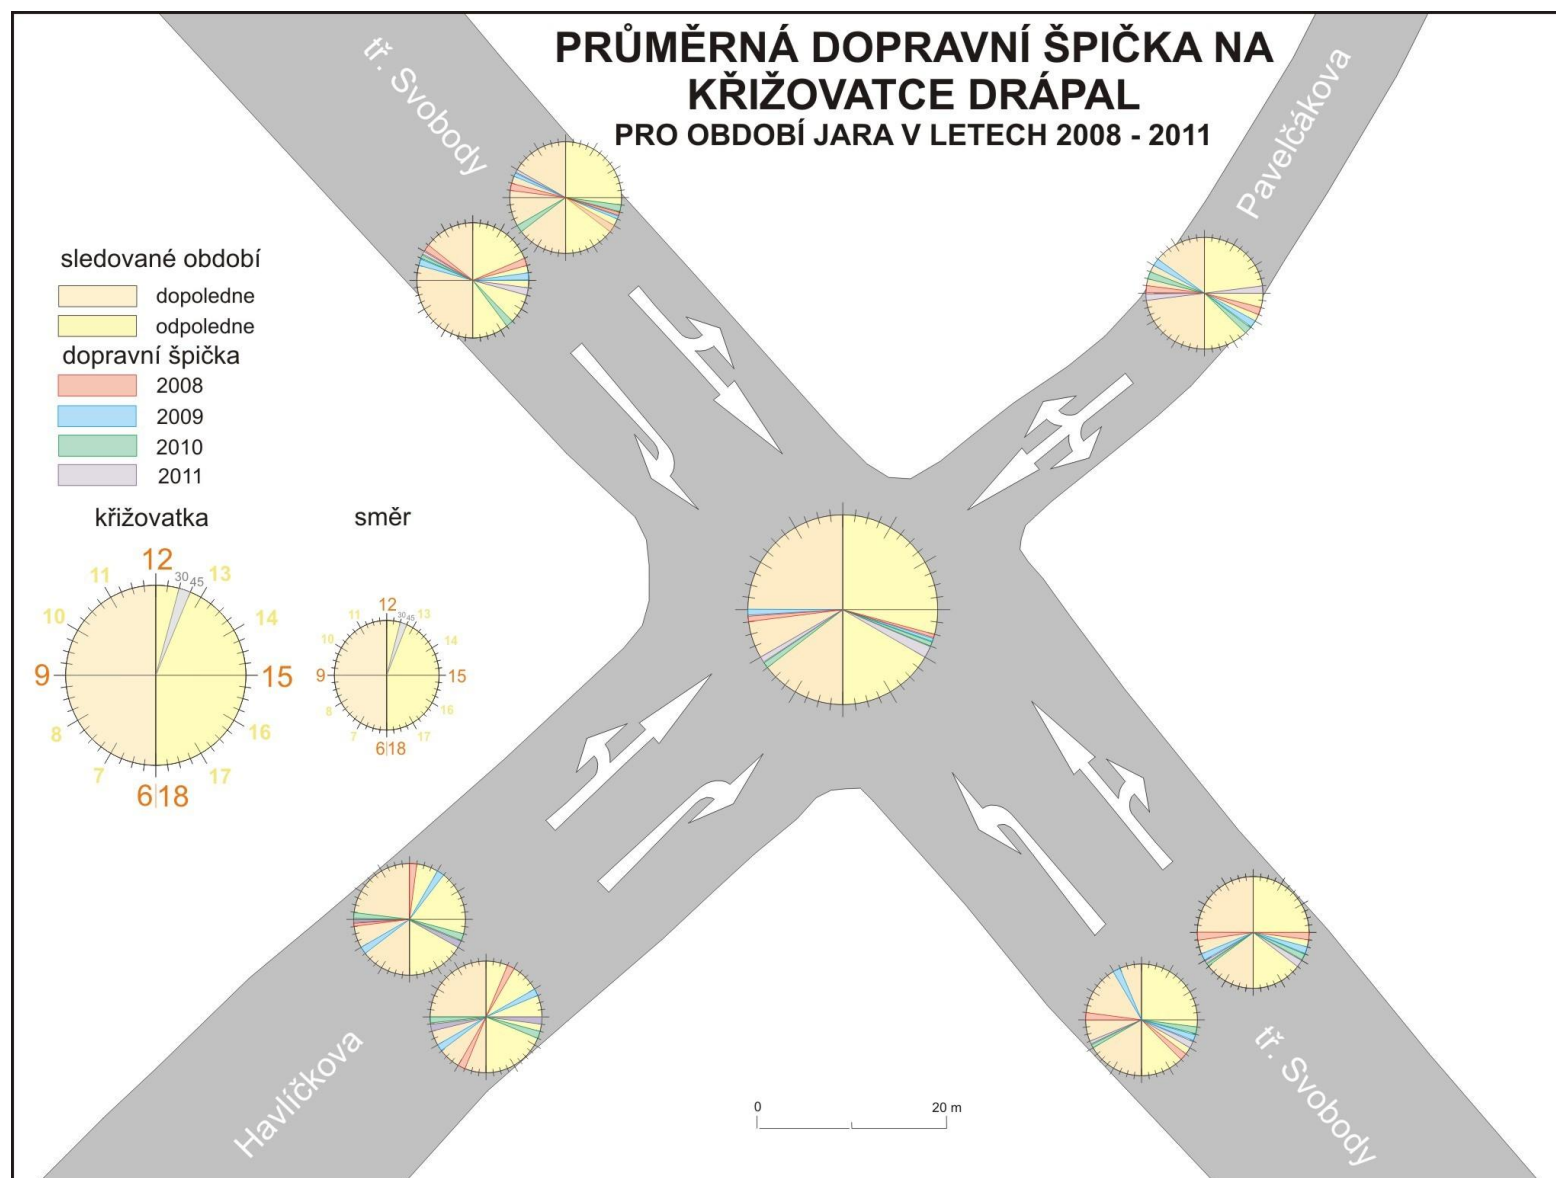 PRŮMĚRNÁ DOPRAVNÍ ŠPIČKA NA
KŘIŽOVATCE DRÁPAL
PRO OBDOBÍ JARA V LETECH 2008 - 2011
tř. Svobody
Pavelčákova
sledované období
dopoledne
odpoledne
dopravní špička
2008
2009
2010
2011
křižovatka
12
11
30
45
13
10
14
9
15
8
16
7
17
6|18
směr
12
11
30
45
13
10
14
9
15
8
16
7
17
6|18
Havlíčkova
0
20 m
tř. Svobody